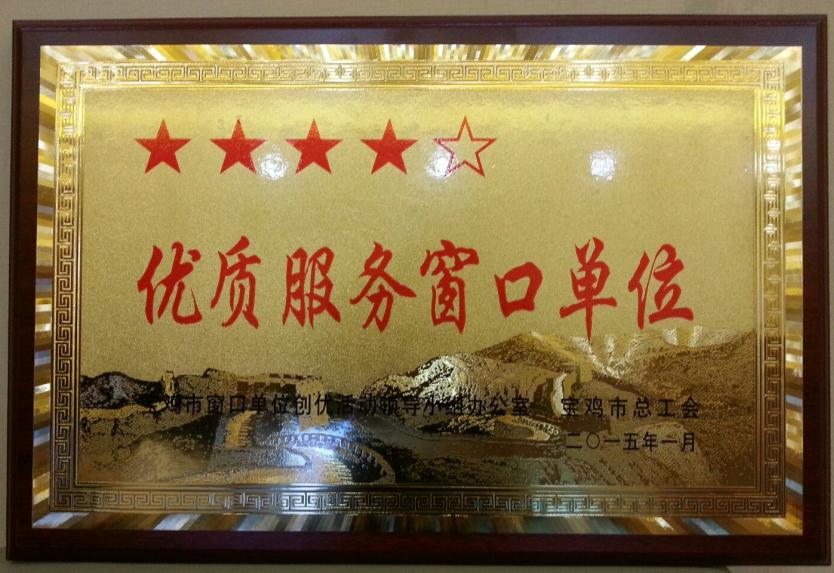 ★★★★☆
优质服务窗口单位
宝鸡市窗口单位创优活动领导小组办公室 宝鸡市总工会
二〇一五年一月